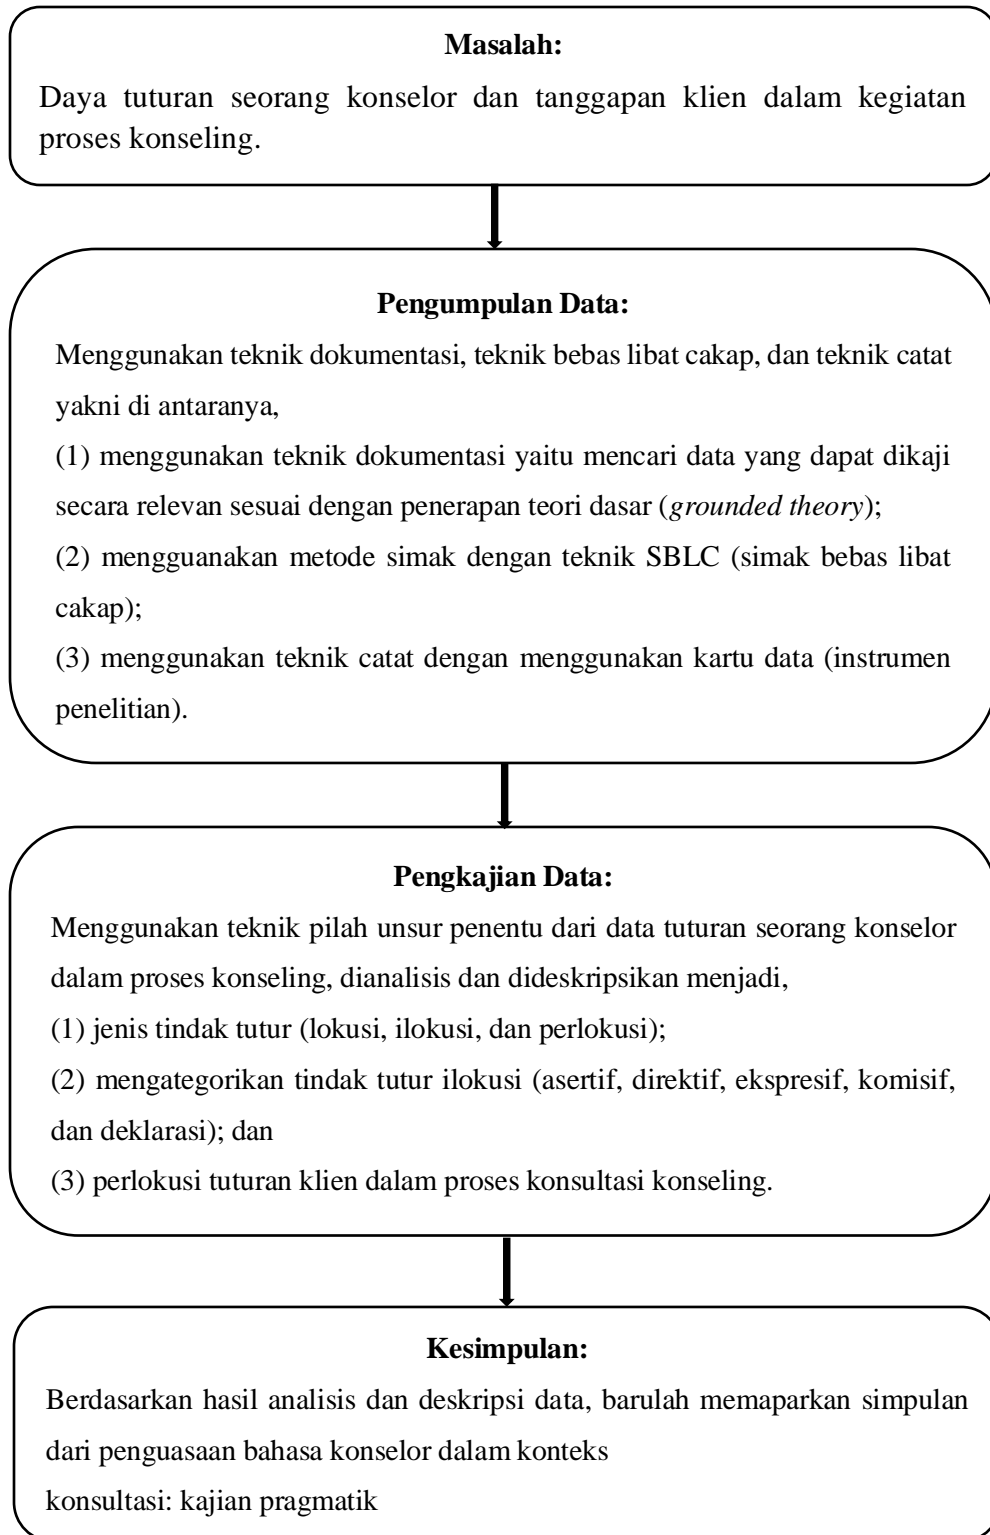 Masalah:
Daya tuturan seorang konselor dan tanggapan klien dalam kegiatan
proses konseling.
Pengumpulan Data:
Menggunakan teknik dokumentasi, teknik bebas libat cakap, dan teknik catat
yakni di antaranya,
(1) menggunakan teknik dokumentasi yaitu mencari data yang dapat dikaji
secara relevan sesuai dengan penerapan teori dasar (grounded theory);
(2) mengguanakan metode simak dengan teknik SBLC (simak bebas libat
cakap);
(3) menggunakan teknik catat dengan menggunakan kartu data (instrumen
penelitian).
Pengkajian Data:
Menggunakan teknik pilah unsur penentu dari data tuturan seorang konselor
dalam proses konseling, dianalisis dan dideskripsikan menjadi,
(1) jenis tindak tutur (lokusi, ilokusi, dan perlokusi);
(2) mengategorikan tindak tutur ilokusi (asertif, direktif, ekspresif, komisif,
dan deklarasi); dan
(3) perlokusi tuturan klien dalam proses konsultasi konseling.
Kesimpulan:
Berdasarkan hasil analisis dan deskripsi data, barulah memaparkan simpulan
dari penguasaan bahasa konselor dalam konteks
konsultasi: kajian pragmatik